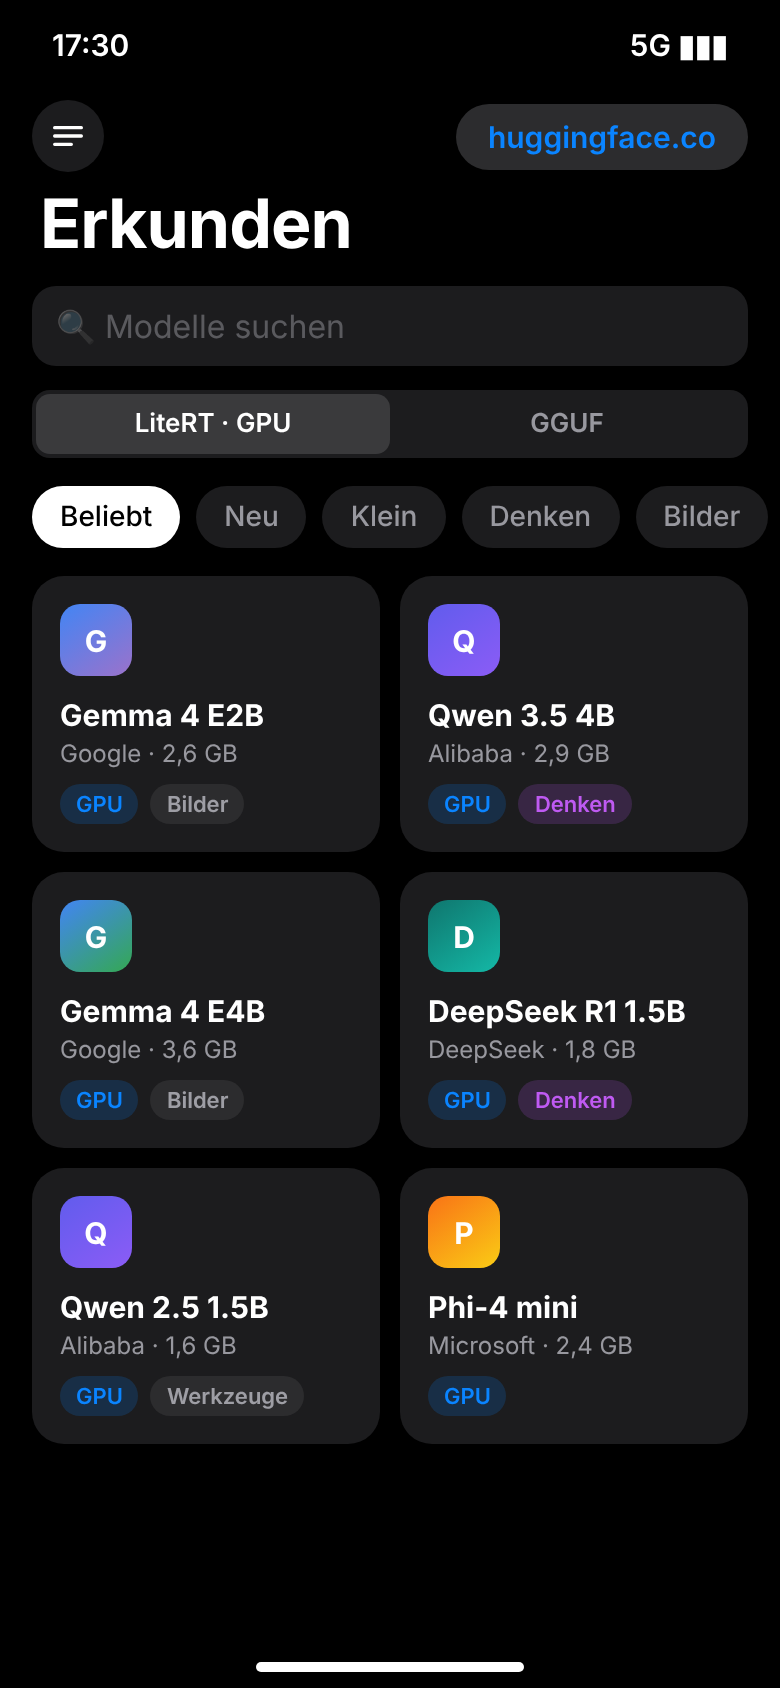 17:30 5G
huggingface.co
Erkunden
🔍 Modelle suchen
LiteRT · GPU GGUF
Beliebt Neu Klein Denken Bilder
G
Gemma 4 E2B
Google · 2,6 GB
GPU Bilder
Q
Qwen 3.5 4B
Alibaba · 2,9 GB
GPU Denken
G
Gemma 4 E4B
Google · 3,6 GB
GPU Bilder
D
DeepSeek R1 1.5B
DeepSeek · 1,8 GB
GPU Denken
Q
Qwen 2.5 1.5B
Alibaba · 1,6 GB
GPU Werkzeuge
P
Phi-4 mini
Microsoft · 2,4 GB
GPU